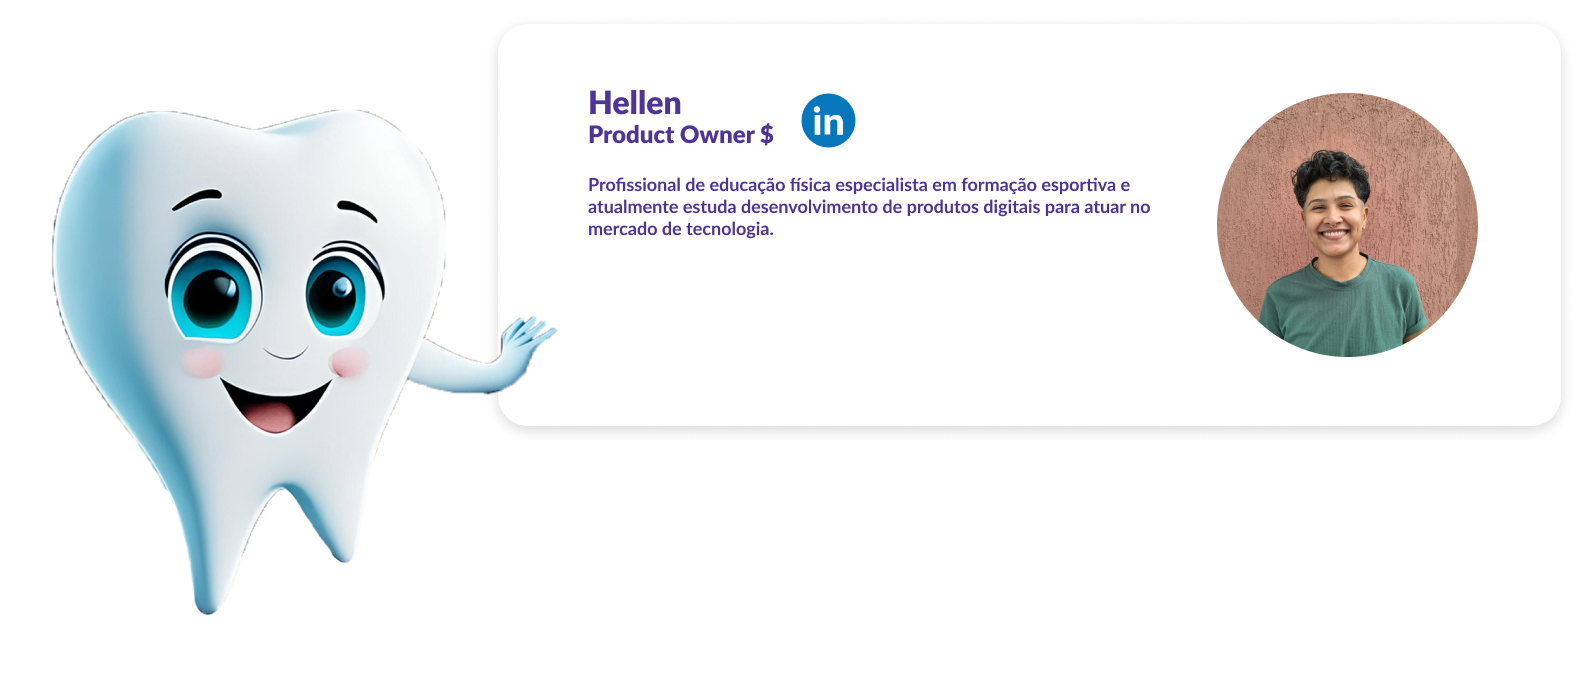 Hellen
Product Owner $
in
Profissional de educação física especialista em formação esportiva e
atualmente estuda desenvolvimento de produtos digitais para atuar no
mercado de tecnologia.